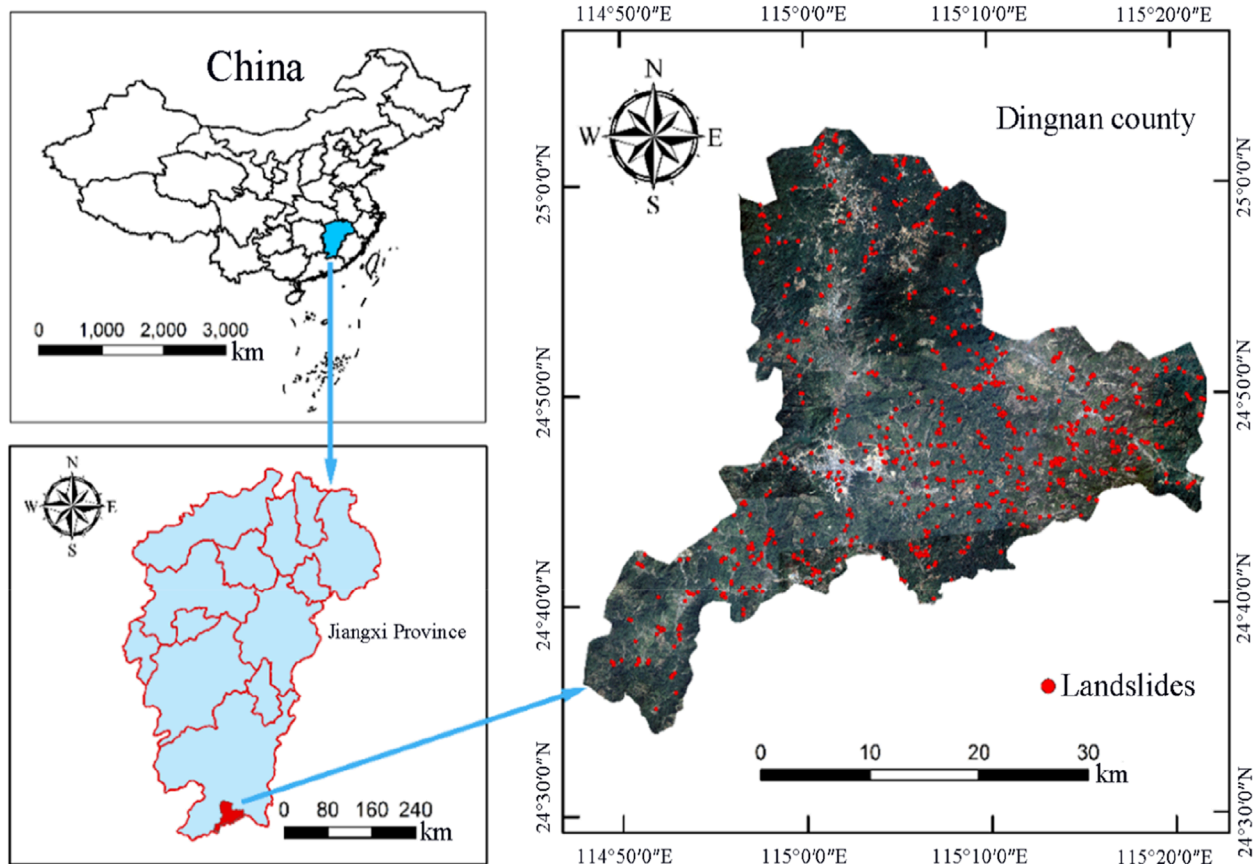 China
0 1,000 2,000 3,000
km
N
W E
S
Jiangxi Province
0 80 160 240
km
114°50′0″E 115°0′0″E 115°10′0″E 115°20′0″E
N
W E
S
Dingnan county
25°0′0″N
24°50′0″N
24°40′0″N
24°30′0″N
25°0′0″N
24°50′0″N
24°40′0″N
24°30′0″N
Landslides
0 10 20 30
km
114°50′0″E 115°0′0″E 115°10′0″E 115°20′0″E